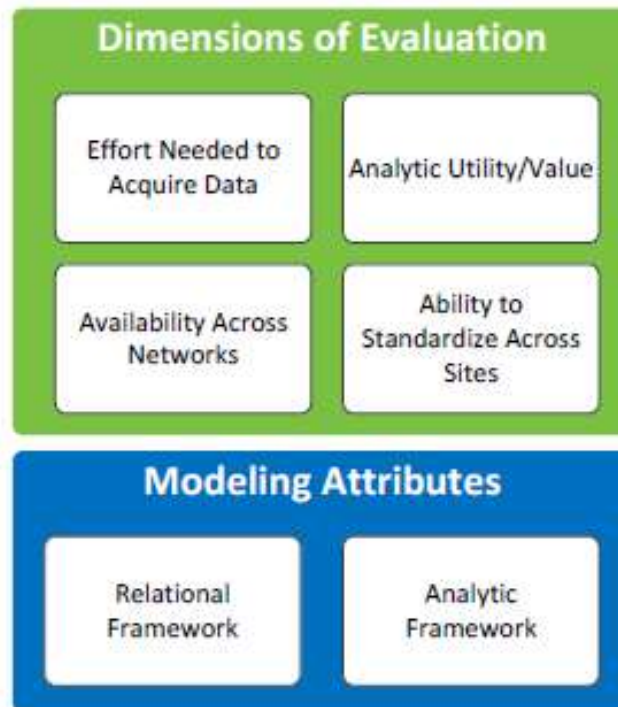 Dimensions of Evaluation
Effort Needed to
Acquire Data
Analytic Utility/Value
Availability Across
Networks
Ability to
Standardize Across
Sites
Modeling Attributes
Relational
Framework
Analytic
Framework